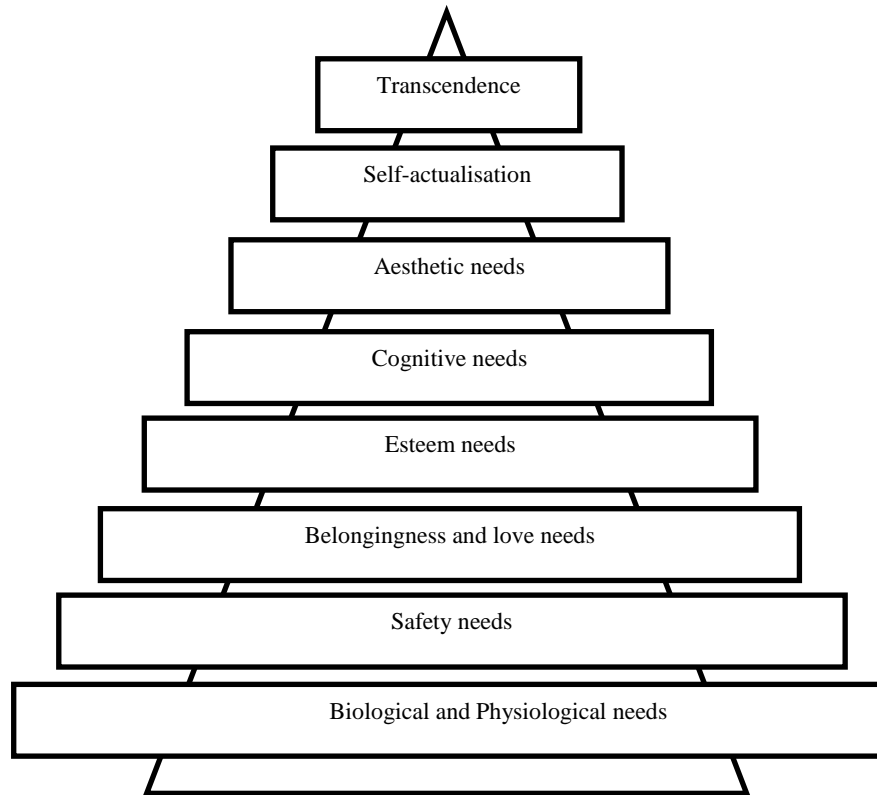 Transcendence
Self-actualisation
Aesthetic needs
Cognitive needs
Esteem needs
Belongingness and love needs
Safety needs
Biological and Physiological needs